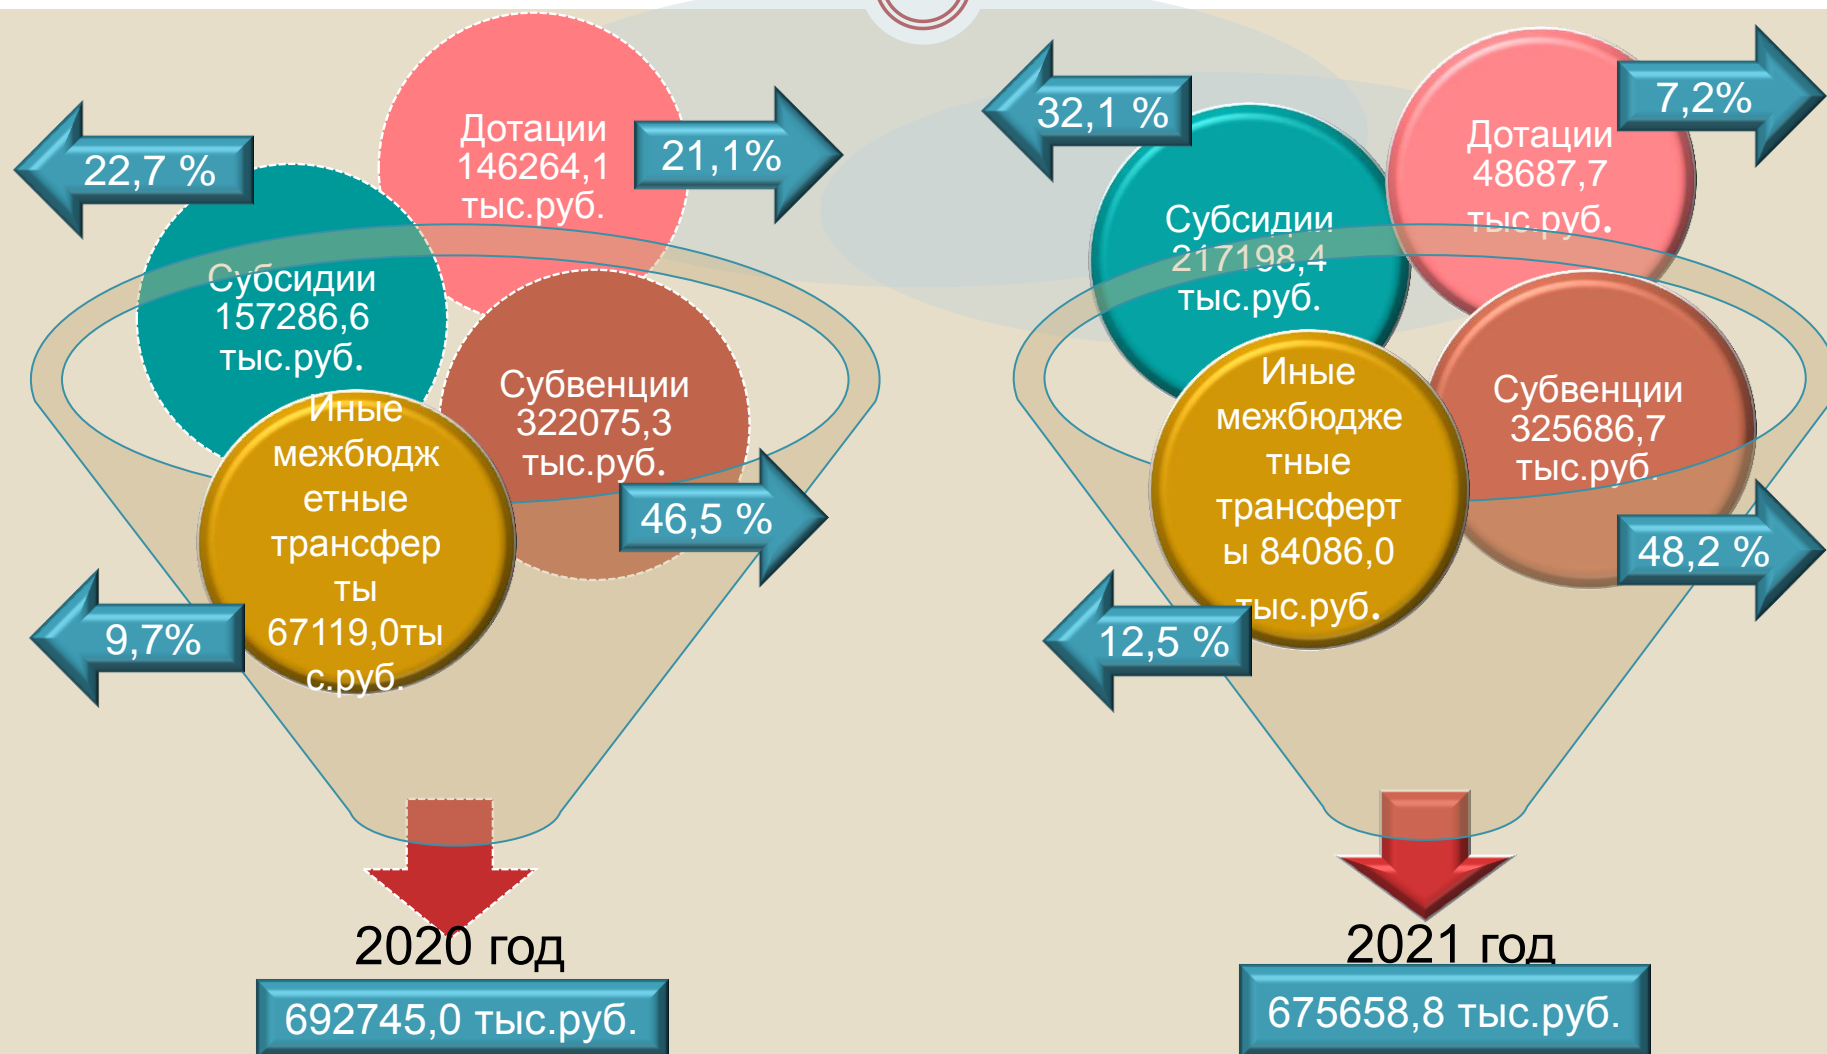 22,7 %
Дотации
146264,1
тыс.руб.
21,1%
Субсидии
157286,6
тыс.руб.
Субвенции
322075,3
тыс.руб.
46,5 %
Иные
межбюдж
етные
трансфер
ты
67119,0ты
с.руб.
9,7%
2020 год
692745,0 тыс.руб.
32,1 %
Дотации
48687,7
тыс.руб.
7,2%
Субсидии
217198,4
тыс.руб.
Субвенции
325686,7
тыс.руб.
48,2 %
Иные
межбюдже
тные
трансферт
ы 84086,0
тыс.руб.
12,5 %
2021 год
675658,8 тыс.руб.